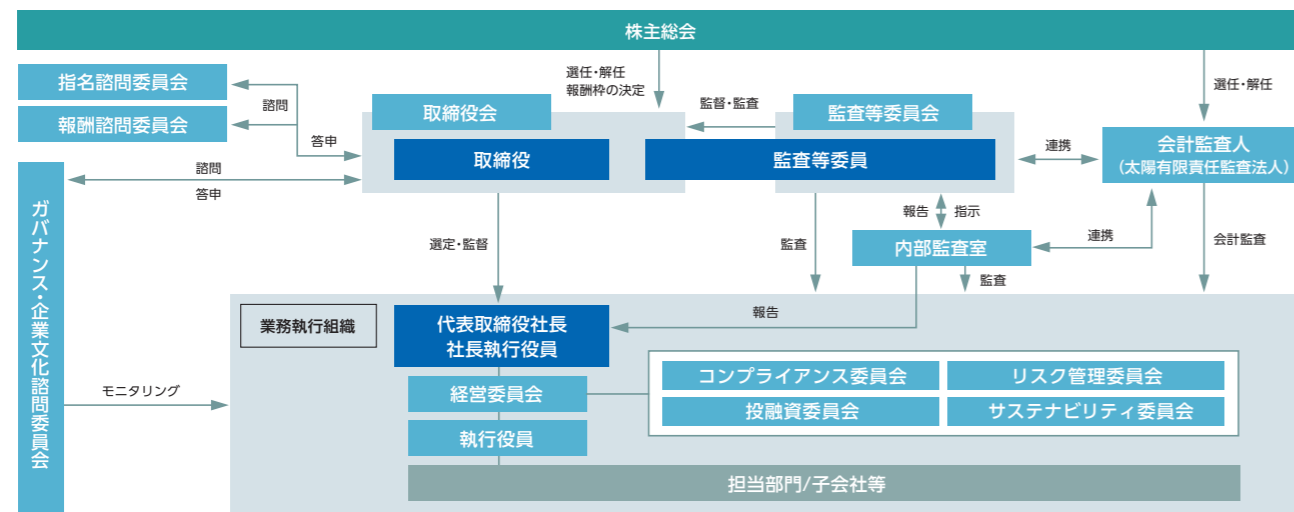 株主総会
指名諮問委員会
報酬諮問委員会
諮問
答申
選任・解任
報酬枠の決定
取締役会
取締役
監督・監査
監査等委員会
監査等委員
選任・解任
連携
会計監査人
（太陽有限責任監査法人）
諮問
答申
ガバナンス・企業文化諮問委員会
選定・監督
監査
報告
指示
内部監査室
連携
会計監査
監査
業務執行組織
代表取締役社長
社長執行役員
報告
モニタリング
経営委員会
執行役員
コンプライアンス委員会
リスク管理委員会
投融資委員会
サステナビリティ委員会
担当部門/子会社等